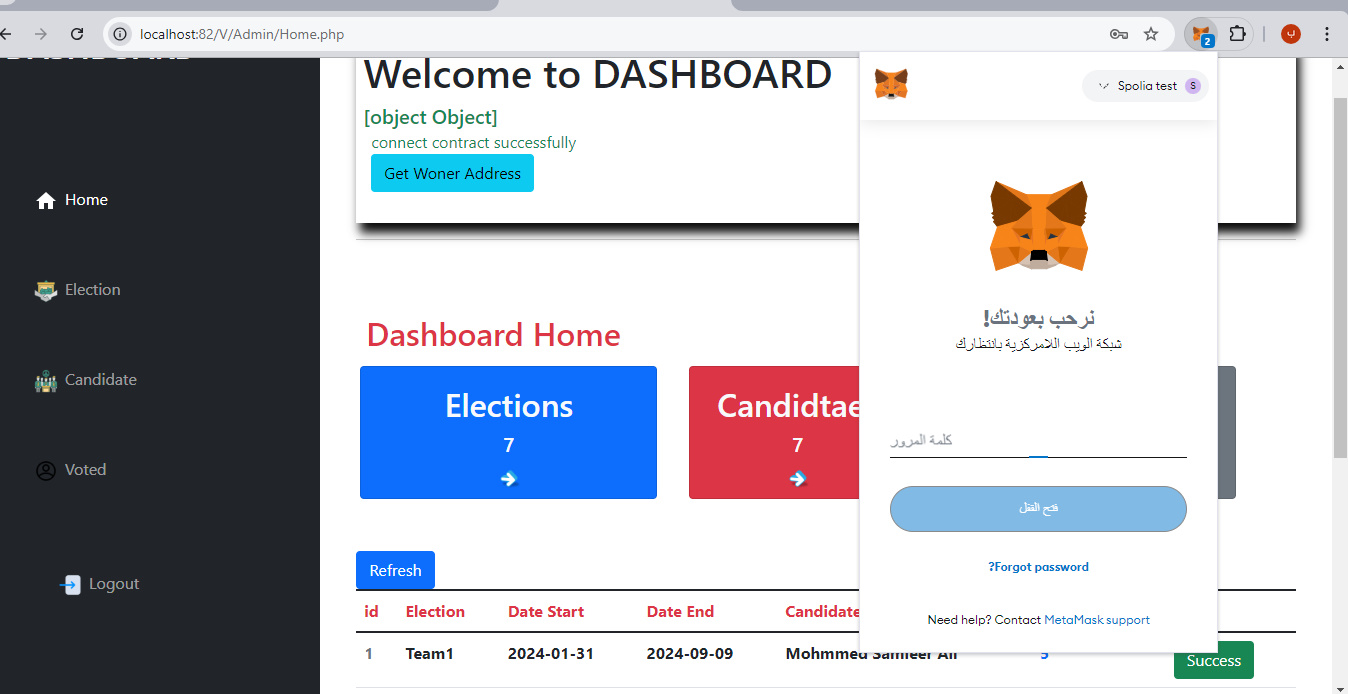 localhost:82/V/Admin/Home.php
2
Welcome to DASHBOARD
[object Object]
connect contract successfully
Get Woner Address
Home
Election
Candidate
Voted
Logout
Dashboard Home
Elections
7
Candidtae
7
Refresh
id Election Date Start Date End Candidate
1 Team1 2024-01-31 2024-09-09 Mohmmed Samleer Ali 5 Success
Spolia test S
نرحب بعودتك!
شبكة الويب اللامركزية بانتظارك
كلمة المرور
فتح القفل
?Forgot password
Need help? Contact MetaMask support